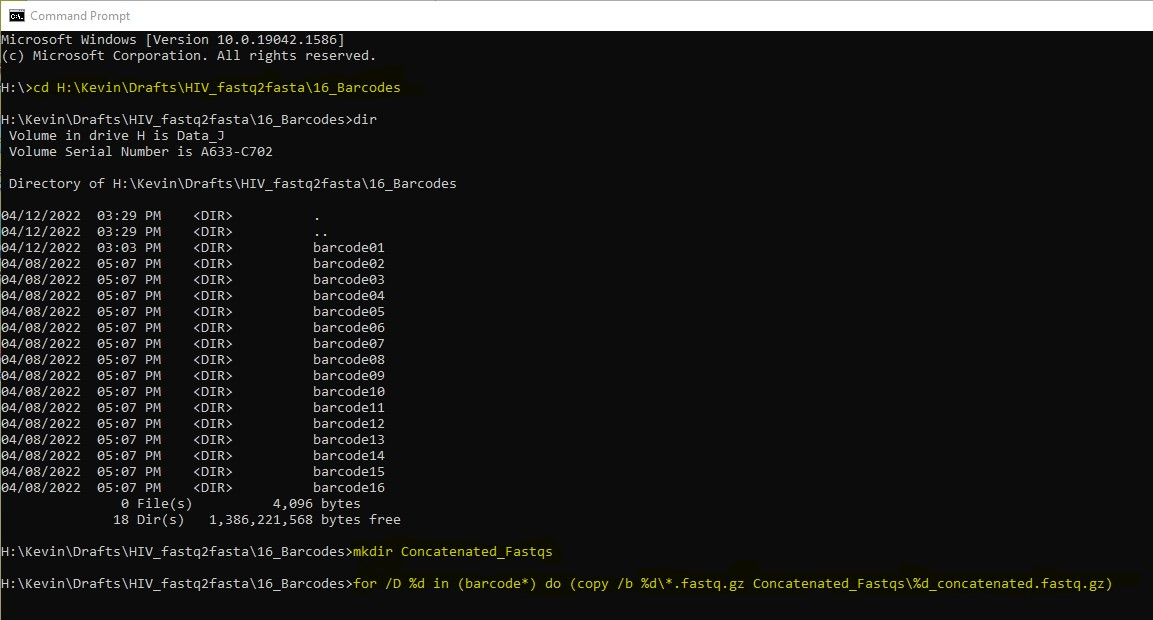 Command Prompt
Microsoft Windows [Version 10.0.19042.1586]
(c) Microsoft Corporation. All rights reserved.
H:\>cd H:\Kevin\Drafts\HIV_fastq2fasta\16_Barcodes
H:\Kevin\Drafts\HIV_fastq2fasta\16_Barcodes>dir
Volume in drive H is Data_J
Volume Serial Number is A633-C702
Directory of H:\Kevin\Drafts\HIV_fastq2fasta\16_Barcodes
04/12/2022  03:29 PM    <DIR>          .
04/12/2022  03:29 PM    <DIR>          ..
04/12/2022  03:03 PM    <DIR>          barcode01
04/08/2022  05:07 PM    <DIR>          barcode02
04/08/2022  05:07 PM    <DIR>          barcode03
04/08/2022  05:07 PM    <DIR>          barcode04
04/08/2022  05:07 PM    <DIR>          barcode05
04/08/2022  05:07 PM    <DIR>          barcode06
04/08/2022  05:07 PM    <DIR>          barcode07
04/08/2022  05:07 PM    <DIR>          barcode08
04/08/2022  05:07 PM    <DIR>          barcode09
04/08/2022  05:07 PM    <DIR>          barcode10
04/08/2022  05:07 PM    <DIR>          barcode11
04/08/2022  05:07 PM    <DIR>          barcode12
04/08/2022  05:07 PM    <DIR>          barcode13
04/08/2022  05:07 PM    <DIR>          barcode14
04/08/2022  05:07 PM    <DIR>          barcode15
04/08/2022  05:07 PM    <DIR>          barcode16
0 File(s)          4,096 bytes
18 Dir(s)   1,386,221,568 bytes free
H:\Kevin\Drafts\HIV_fastq2fasta\16_Barcodes>mkdir Concatenated_Fastqs
H:\Kevin\Drafts\HIV_fastq2fasta\16_Barcodes>for /D %d in (barcode*) do (copy /b %d\*.fastq.gz Concatenated_Fastqs\%d_concatenated.fastq.gz)